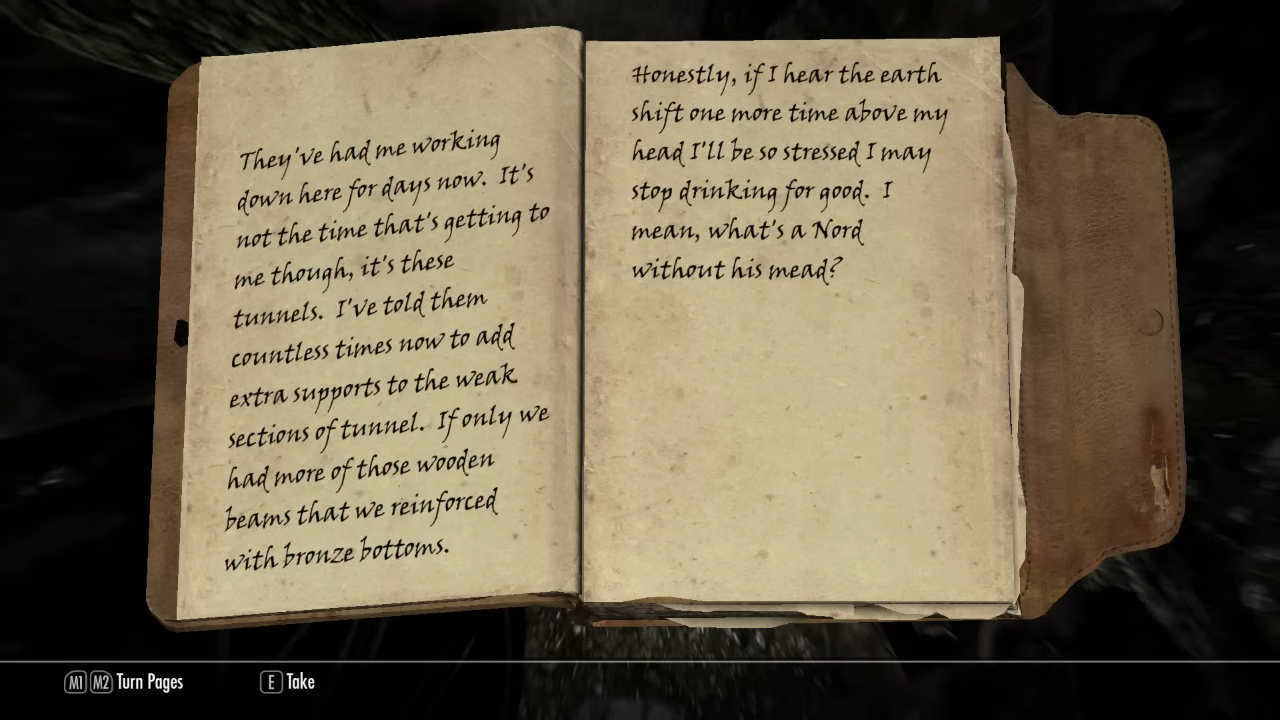 They've had me working
down here for days now. It's
not the time that's getting to
me though, it's these
tunnels. I've told them
countless times now to add
extra supports to the weak
sections of tunnel. If only we
had more of those wooden
beams that we reinforced
with bronze bottoms.
Honestly, if I hear the earth
shift one more time above my
head I'll be so stressed I may
stop drinking for good. I
mean, what's a Nord
without his mead?
M1 M2 Turn Pages E Take